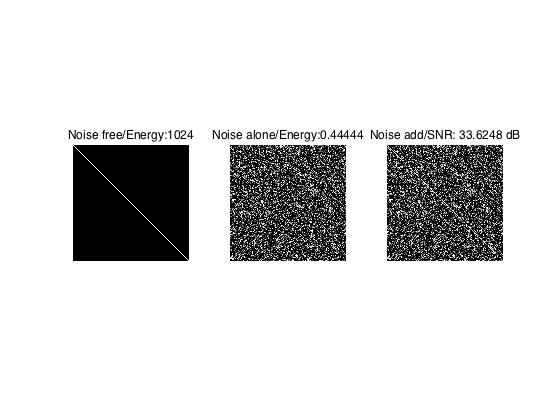 Noise free/Energy:1024
Noise alone/Energy:0.44444
Noise add/SNR: 33.6248 dB